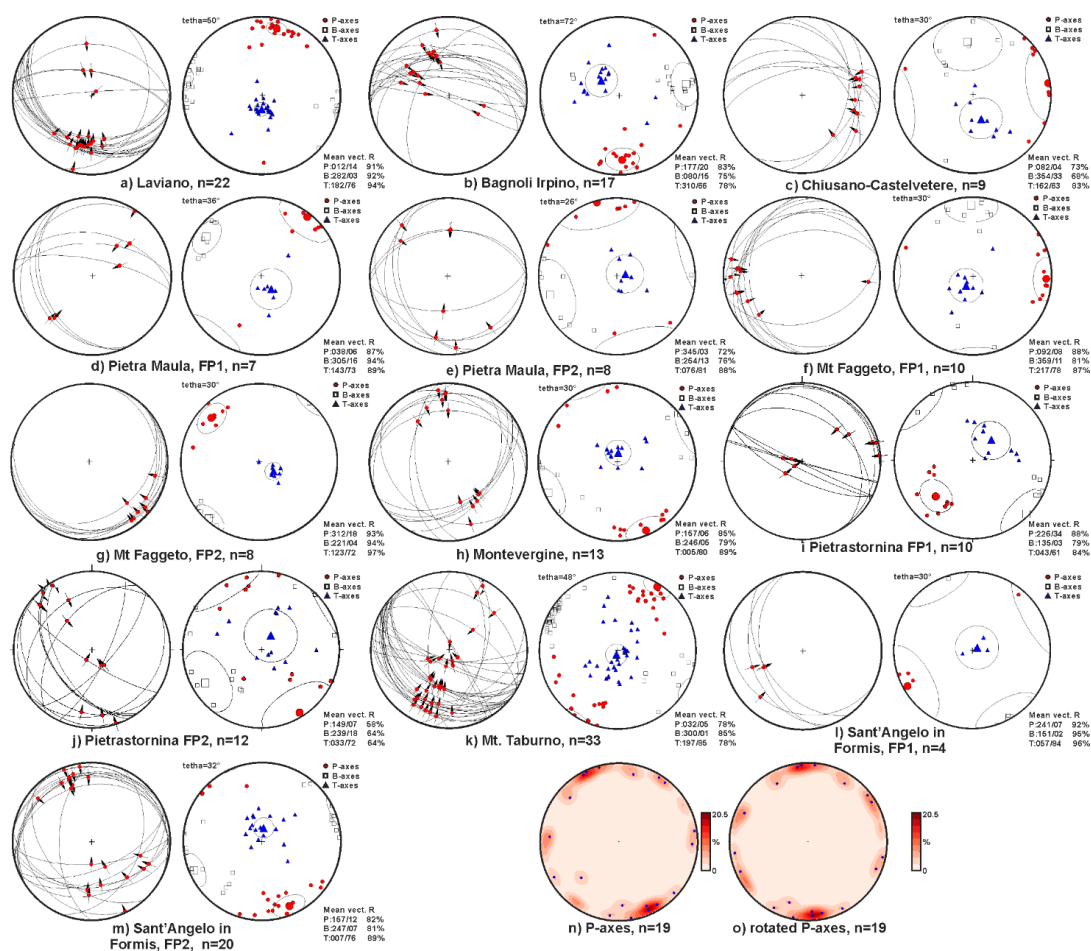 tetha=50°
P-axes
B-axes
T-axes
Mean vect. R
P:012/14 91%
B:282/03 92%
T:182/76 94%
a) Laviano, n=22
tetha=72°
P-axes
B-axes
T-axes
Mean vect. R
P:177/20 83%
B:080/15 75%
T:310/66 78%
b) Bagnoli Irpino, n=17
tetha=30°
P-axes
B-axes
T-axes
Mean vect. R
P:082/04 73%
B:354/33 68%
T:162/63 83%
c) Chiusano-Castelvetere, n=9
tetha=36°
P-axes
B-axes
T-axes
Mean vect. R
P:038/06 87%
B:305/16 94%
T:143/73 89%
d) Pietra Maula, FP1, n=7
tetha=26°
P-axes
B-axes
T-axes
Mean vect. R
P:345/03 72%
B:254/13 76%
T:076/81 88%
e) Pietra Maula, FP2, n=8
tetha=30°
P-axes
B-axes
T-axes
Mean vect. R
P:092/08 88%
B:359/11 81%
T:217/78 87%
f) Mt Faggeto, FP1, n=10
tetha=30°
P-axes
B-axes
T-axes
Mean vect. R
P:312/18 93%
B:221/04 94%
T:123/72 97%
g) Mt Faggeto, FP2, n=8
tetha=30°
P-axes
B-axes
T-axes
Mean vect. R
P:157/06 85%
B:246/05 79%
T:005/80 89%
h) Montevergine, n=13
P-axes
B-axes
T-axes
Mean vect. R
P:226/34 88%
B:135/03 79%
T:043/61 84%
i Pietrastornina FP1, n=10
P-axes
B-axes
T-axes
Mean vect. R
P:149/07 58%
B:239/18 64%
T:033/72 64%
j) Pietrastornina FP2, n=12
tetha=48°
P-axes
B-axes
T-axes
Mean vect. R
P:032/05 78%
B:300/01 85%
T:197/85 78%
k) Mt. Taburno, n=33
tetha=30°
P-axes
B-axes
T-axes
Mean vect. R
P:241/07 92%
B:151/02 95%
T:057/84 96%
l) Sant'Angelo in
Formis, FP1, n=4
tetha=32°
P-axes
B-axes
T-axes
Mean vect. R
P:157/12 82%
B:247/07 81%
T:007/76 89%
m) Sant'Angelo in
Formis, FP2, n=20
20.5
%
0
n) P-axes, n=19
20.5
%
0
o) rotated P-axes, n=19